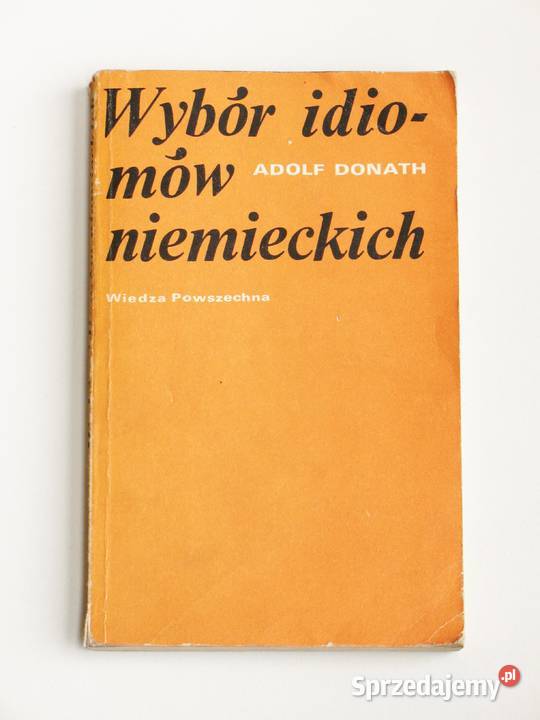 Wybór idio-
mów ADOLF DONATH
niemieckich
Wiedza Powszechna
Sprzedajemy.pl